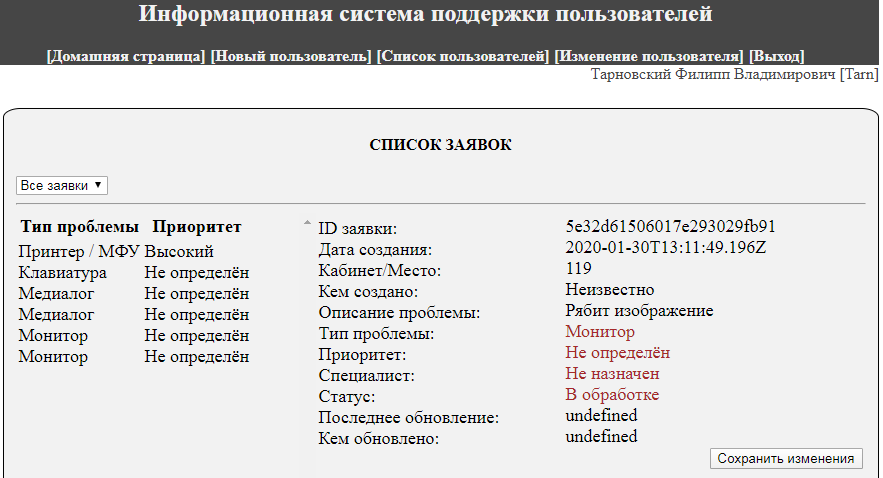 Информационная система поддержки пользователей
[Домашняя страница] [Новый пользователь] [Список пользователей] [Изменение пользователя] [Выход]
Тарновский Филипп Владимирович [Tarn]
СПИСОК ЗАЯВОК
Все заявки
Тип проблемы Приоритет
Принтер / МФУ Высокий
Клавиатура Не определён
Медиалог Не определён
Медиалог Не определён
Монитор Не определён
Монитор Не определён
ID заявки: 5e32d61506017e293029fb91
Дата создания: 2020-01-30T13:11:49.196Z
Кабинет/Место: 119
Кем создано: Неизвестно
Описание проблемы: Рябит изображение
Тип проблемы: Монитор
Приоритет: Не определён
Специалист: Не назначен
Статус: В обработке
Последнее обновление: undefined
Кем обновлено: undefined
Сохранить изменения